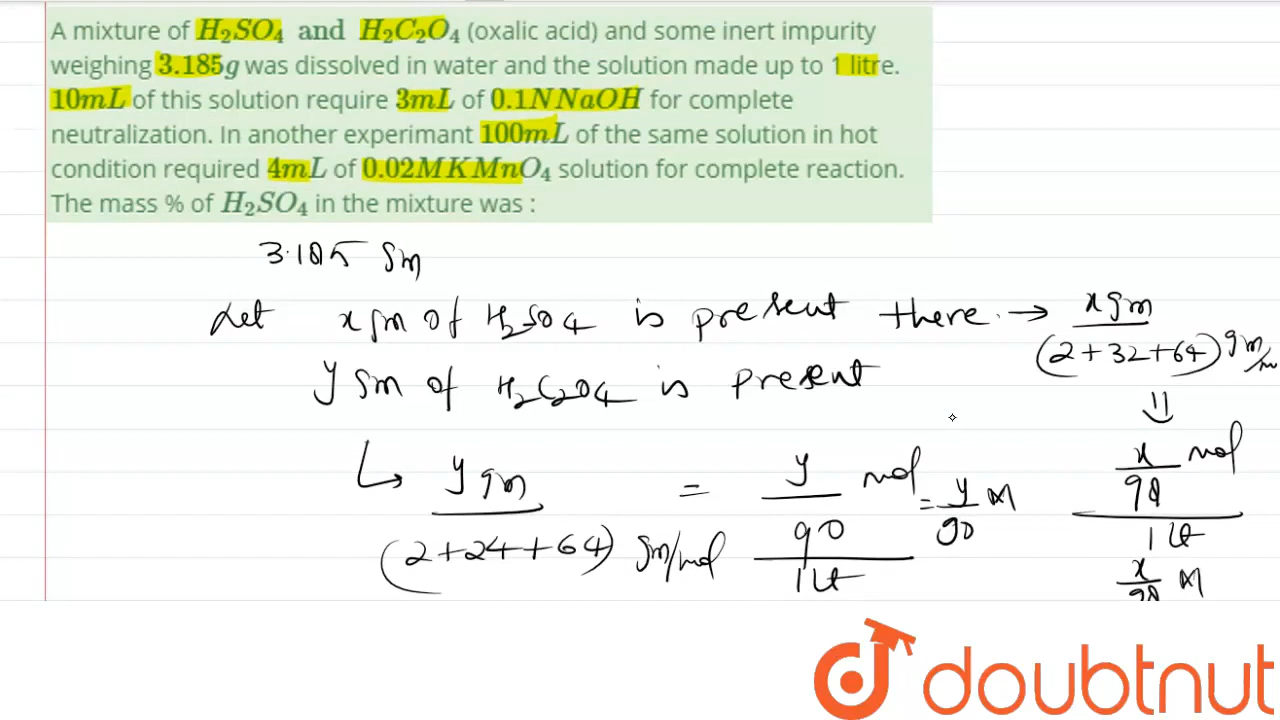 A mixture of H₂SO₄ and H₂C₂O₄ (oxalic acid) and some inert impurity
weighing 3.185g was dissolved in water and the solution made up to 1 litre.
10mL of this solution require 3mL of 0.1NNaOH for complete
neutralization. In another experimant 100mL of the same solution in hot
condition required 4mL of 0.02MKMnO₄ solution for complete reaction.
The mass % of H₂SO₄ in the mixture was :
3.185 gm
Let x gm of H₂SO₄ is present there. → x gm / (2+32+64) gm/m
y gm of H₂C₂O₄ is present
=
x/98 mol / 1 lt
x/98 M
↳ y gm / (2+24+64) gm/mol = y/90 mol / 1 lt = y/90 M
doubtnut